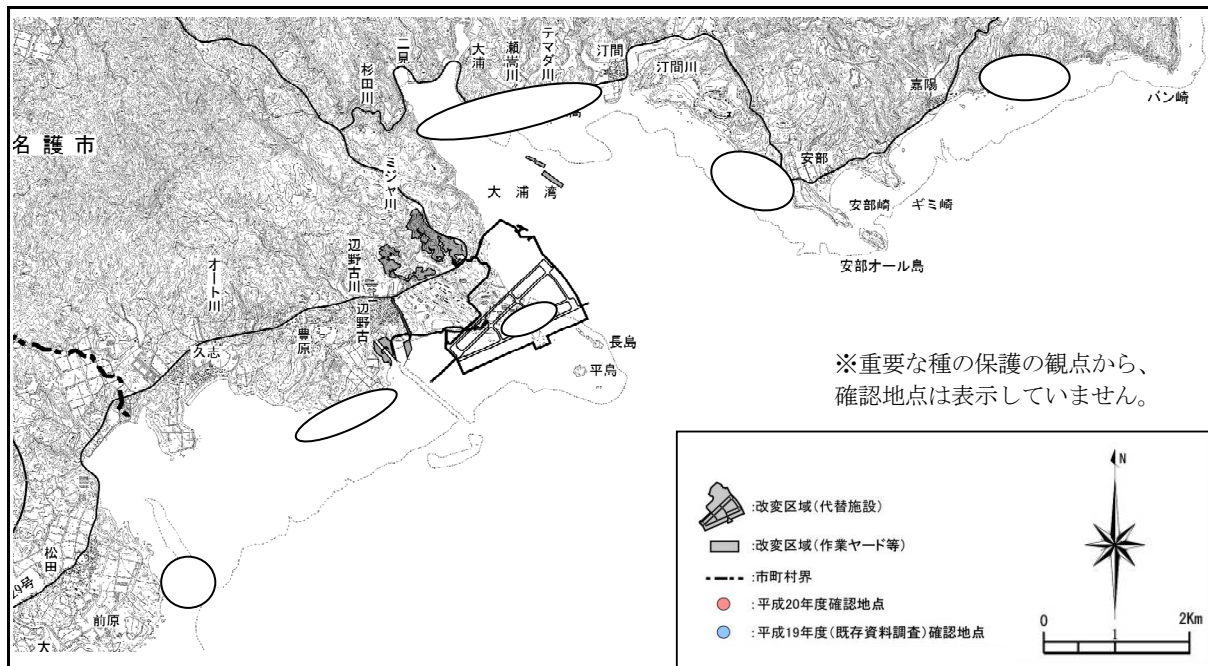 二見
大浦
瀬嵩川
テマダ川
汀間
汀間川
杉田川
嘉陽
バン崎
名護市
ミジャ川
大浦湾
安部
安部崎
ギミ崎
安部オール島
辺野古川
オート川
辺野古
豊原
久志
長島
平島
※重要な種の保護の観点から、
確認地点は表示していません。
N
:改変区域(代替施設)
:改変区域(作業ヤード等)
:市町村界
:平成20年度確認地点
:平成19年度(既存資料調査)確認地点
0 1 2Km
松田
29号
前原